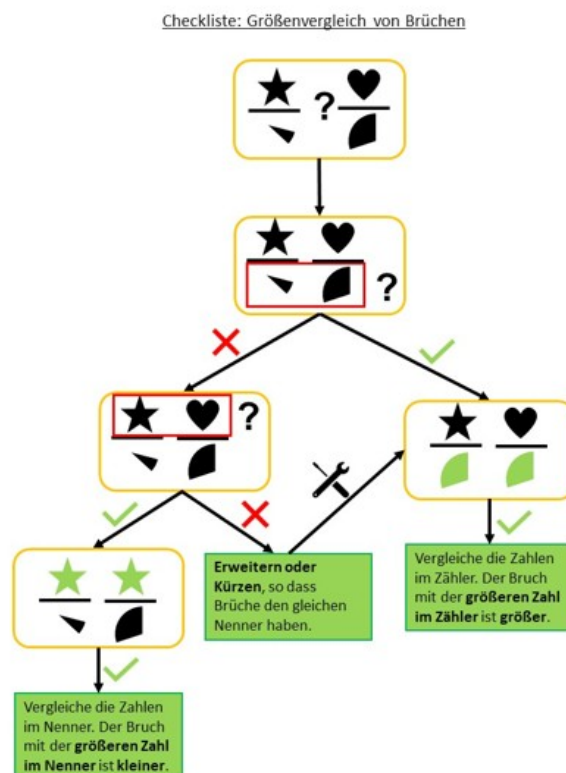 Checkliste: Größenvergleich von Brüchen
?
?
?
Erweitern oder
Kürzen, so dass
Brüche den gleichen
Nenner haben.
Vergleiche die Zahlen
im Zähler. Der Bruch
mit der größeren Zahl
im Zähler ist größer.
Vergleiche die Zahlen
im Nenner. Der Bruch
mit der größeren Zahl
im Nenner ist kleiner.